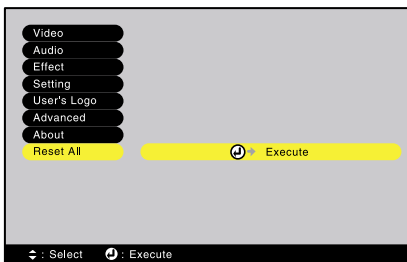 Video
Audio
Effect
Setting
User's Logo
Advanced
About
Reset All Execute
: Select : Execute